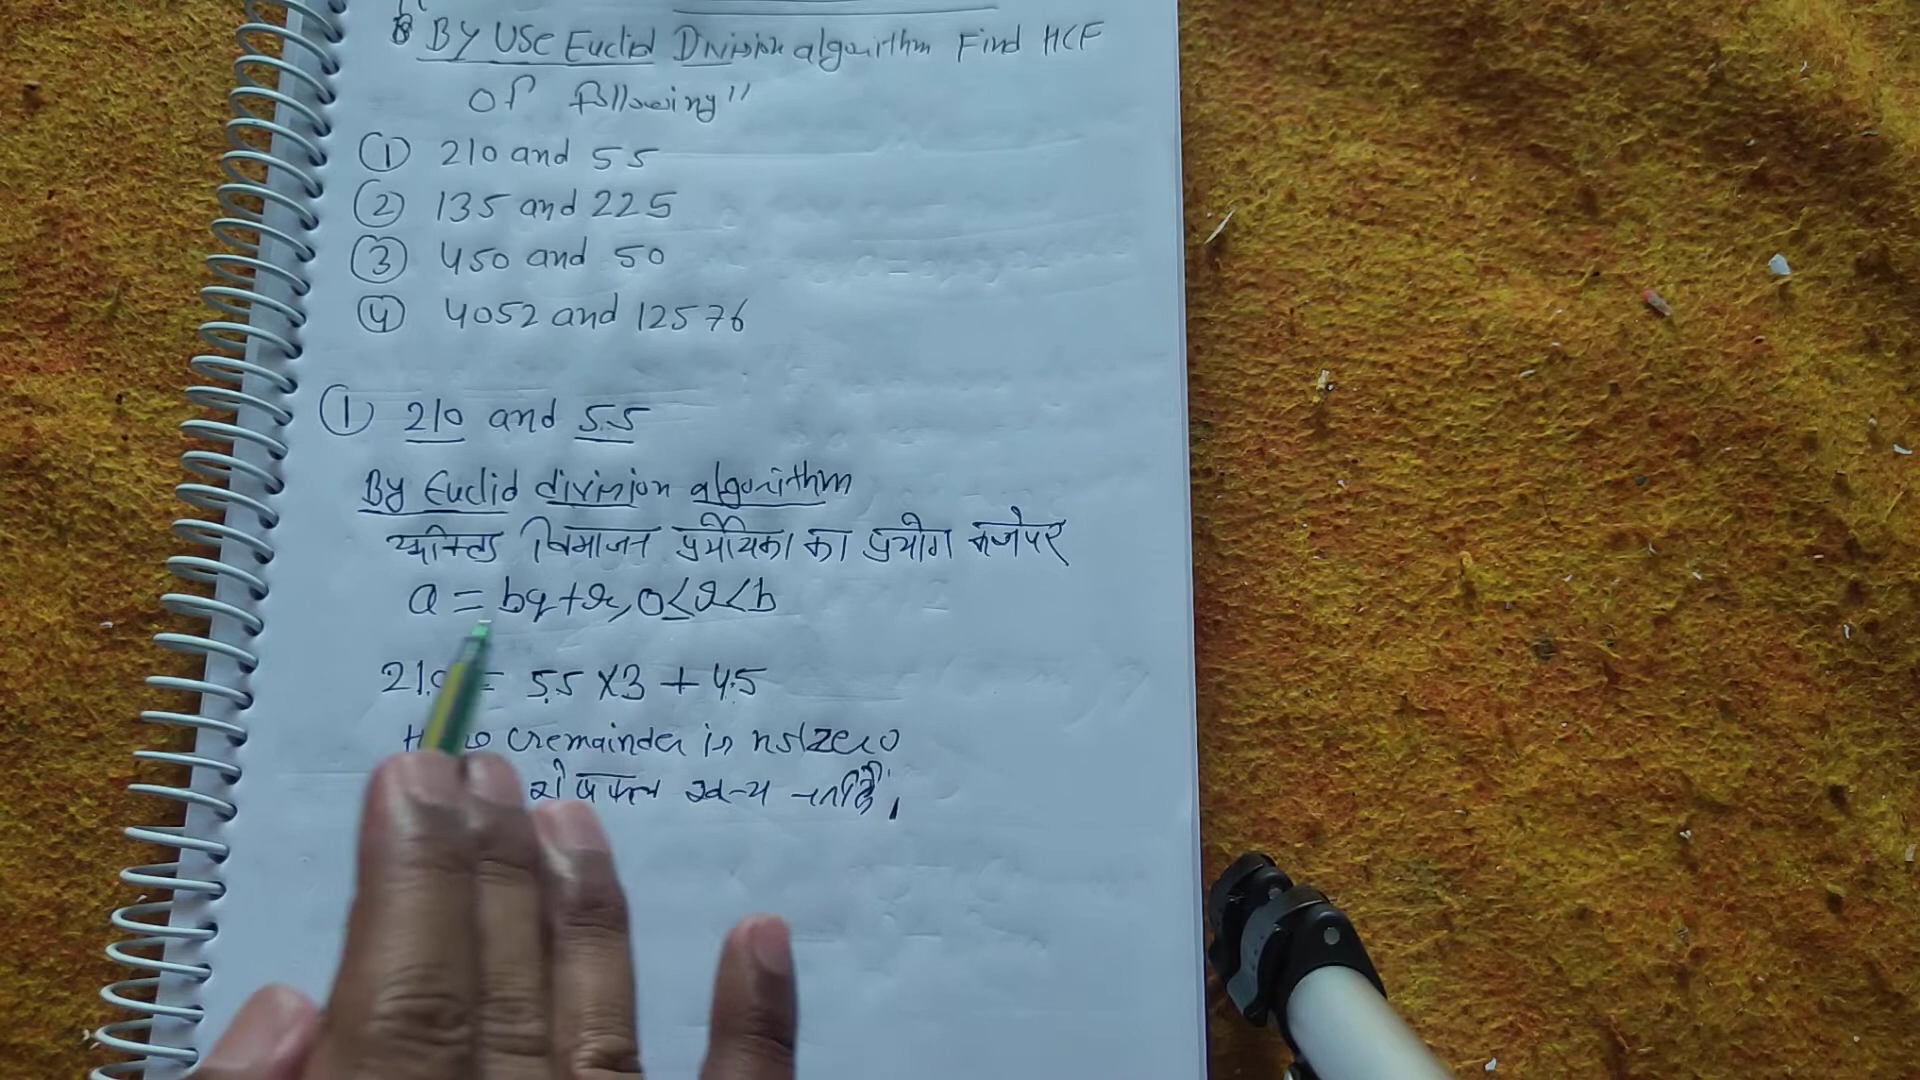 By Use Euclid Division algorithm Find HCF
of following"
① 210 and 55
② 135 and 225
③ 450 and 50
④ 4052 and 12576
① 210 and 55
By Euclid division algorithm
विभाजन प्रमेयिका का प्रयोग करनेपर
a = bq+r, 0≤r<b
210 = 55 ×3 + 45
remainder is not zero
शेषफल शून्य नहीं है।